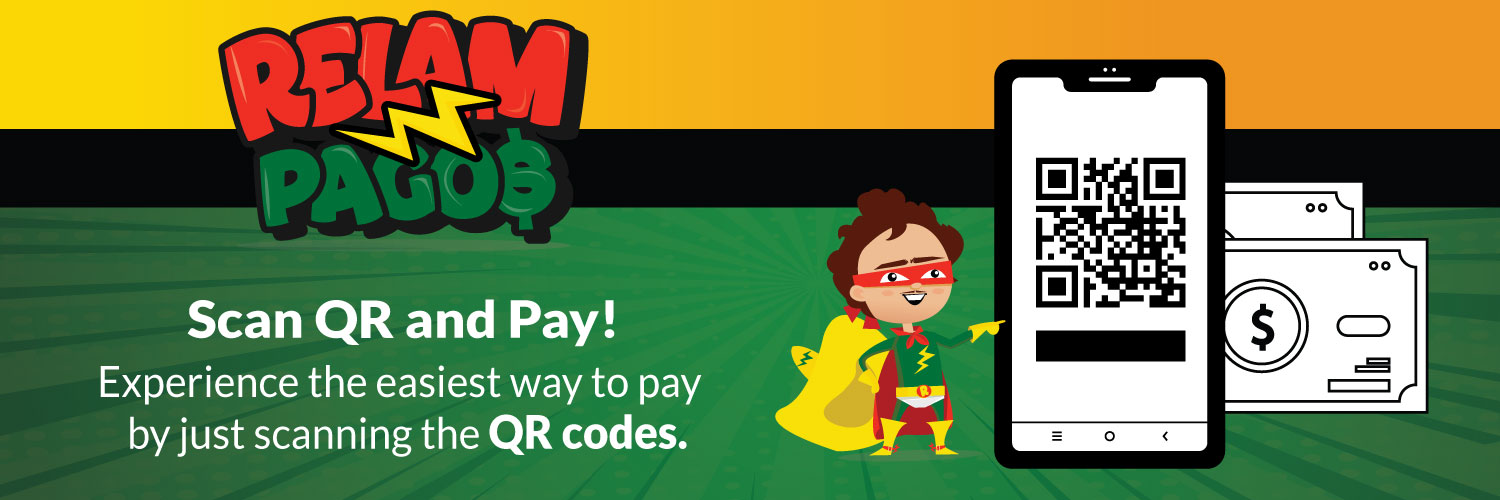 RELAM
PAGO$
Scan QR and Pay!
Experience the easiest way to pay
by just scanning the QR codes.
$